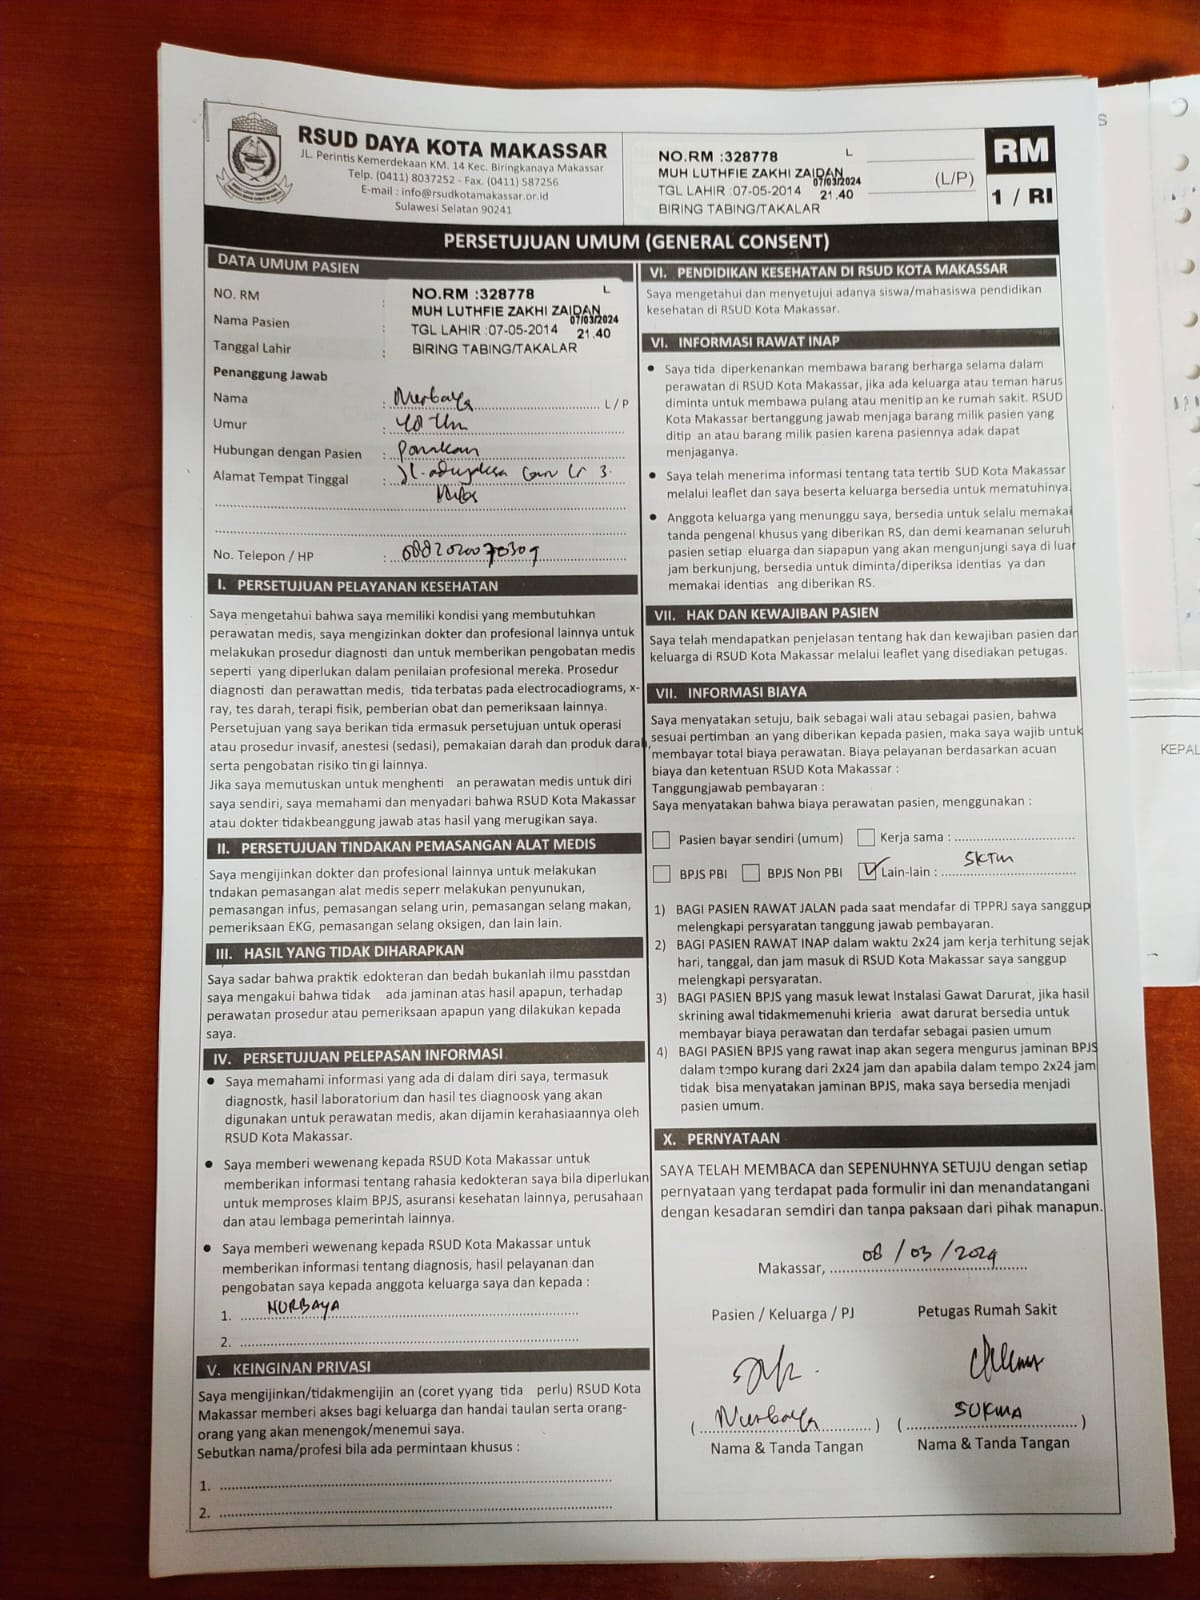 RSUD DAYA KOTA MAKASSAR
JL. Perintis Kemerdekaan KM. 14 Kec. Biringkanaya Makassar
Telp. (0411) 8037252 - Fax. (0411) 587256
E-mail : info@rsudkotamakassar.or.id
Sulawesi Selatan 90241
NO.RM :328778 L
MUH LUTHFIE ZAKHI ZAIDAN
07/03/2024
TGL LAHIR :07-05-2014 21.40
BIRING TABING/TAKALAR
(L/P)
RM
1 / RI
PERSETUJUAN UMUM (GENERAL CONSENT)
DATA UMUM PASIEN
NO. RM :
Nama Pasien
Tanggal Lahir :
NO.RM :328778 L
MUH LUTHFIE ZAKHI ZAIDAN
07/03/2024
TGL LAHIR :07-05-2014 21.40
BIRING TABING/TAKALAR
Penanggung Jawab
Nama : Nurbaya L / P
Umur :
Hubungan dengan Pasien :
Alamat Tempat Tinggal :
No. Telepon / HP : 0882020070309
I. PERSETUJUAN PELAYANAN KESEHATAN
Saya mengetahui bahwa saya memiliki kondisi yang membutuhkan
perawatan medis, saya mengizinkan dokter dan profesional lainnya untuk
melakukan prosedur diagnosti dan untuk memberikan pengobatan medis
seperti yang diperlukan dalam penilaian profesional mereka. Prosedur
diagnosti dan perawattan medis, tida terbatas pada electrocadiograms, x-
ray, tes darah, terapi fisik, pemberian obat dan pemeriksaan lainnya.
Persetujuan yang saya berikan tida ermasuk persetujuan untuk operasi
atau prosedur invasif, anestesi (sedasi), pemakaian darah dan produk darah,
serta pengobatan risiko tin gi lainnya.
Jika saya memutuskan untuk menghenti an perawatan medis untuk diri
saya sendiri, saya memahami dan menyadari bahwa RSUD Kota Makassar
atau dokter tidakbeanggung jawab atas hasil yang merugikan saya.
II. PERSETUJUAN TINDAKAN PEMASANGAN ALAT MEDIS
Saya mengijinkan dokter dan profesional lainnya untuk melakukan
tndakan pemasangan alat medis seperr melakukan penyunukan,
pemasangan infus, pemasangan selang urin, pemasangan selang makan,
pemeriksaan EKG, pemasangan selang oksigen, dan lain lain.
III. HASIL YANG TIDAK DIHARAPKAN
Saya sadar bahwa praktik edokteran dan bedah bukanlah ilmu passtdan
saya mengakui bahwa tidak ada jaminan atas hasil apapun, terhadap
perawatan prosedur atau pemeriksaan apapun yang dilakukan kepada
saya.
IV. PERSETUJUAN PELEPASAN INFORMASI
• Saya memahami informasi yang ada di dalam diri saya, termasuk
diagnostk, hasil laboratorium dan hasil tes diagnoosk yang akan
digunakan untuk perawatan medis, akan dijamin kerahasiaannya oleh
RSUD Kota Makassar.
• Saya memberi wewenang kepada RSUD Kota Makassar untuk
memberikan informasi tentang rahasia kedokteran saya bila diperlukan
untuk memproses klaim BPJS, asuransi kesehatan lainnya, perusahaan
dan atau lembaga pemerintah lainnya.
• Saya memberi wewenang kepada RSUD Kota Makassar untuk
memberikan informasi tentang diagnosis, hasil pelayanan dan
pengobatan saya kepada anggota keluarga saya dan kepada :
1. NURBAYA
2.
V. KEINGINAN PRIVASI
Saya mengijinkan/tidakmengijin an (coret yyang tida perlu) RSUD Kota
Makassar memberi akses bagi keluarga dan handai taulan serta orang-
orang yang akan menengok/menemui saya.
Sebutkan nama/profesi bila ada permintaan khusus :
1.
2.
VI. PENDIDIKAN KESEHATAN DI RSUD KOTA MAKASSAR
Saya mengetahui dan menyetujui adanya siswa/mahasiswa pendidikan
kesehatan di RSUD Kota Makassar.
VI. INFORMASI RAWAT INAP
• Saya tida diperkenankan membawa barang berharga selama dalam
perawatan di RSUD Kota Makassar, jika ada keluarga atau teman harus
diminta untuk membawa pulang atau menitip an ke rumah sakit. RSUD
Kota Makassar bertanggung jawab menjaga barang milik pasien yang
ditip an atau barang milik pasien karena pasiennya adak dapat
menjaganya.
• Saya telah menerima informasi tentang tata tertib SUD Kota Makassar
melalui leaflet dan saya beserta keluarga bersedia untuk mematuhinya.
• Anggota keluarga yang menunggu saya, bersedia untuk selalu memakai
tanda pengenal khusus yang diberikan RS, dan demi keamanan seluruh
pasien setiap eluarga dan siapapun yang akan mengunjungi saya di luar
jam berkunjung, bersedia untuk diminta/diperiksa identias ya dan
memakai identias ang diberikan RS.
VII. HAK DAN KEWAJIBAN PASIEN
Saya telah mendapatkan penjelasan tentang hak dan kewajiban pasien dan
keluarga di RSUD Kota Makassar melalui leaflet yang disediakan petugas.
VII. INFORMASI BIAYA
Saya menyatakan setuju, baik sebagai wali atau sebagai pasien, bahwa
sesuai pertimban an yang diberikan kepada pasien, maka saya wajib untuk
membayar total biaya perawatan. Biaya pelayanan berdasarkan acuan
biaya dan ketentuan RSUD Kota Makassar :
Tanggungjawab pembayaran :
Saya menyatakan bahwa biaya perawatan pasien, menggunakan :
Pasien bayar sendiri (umum) Kerja sama :
BPJS PBI BPJS Non PBI Lain-lain : SKTM
1) BAGI PASIEN RAWAT JALAN pada saat mendafar di TPPRJ saya sanggup
melengkapi persyaratan tanggung jawab pembayaran.
2) BAGI PASIEN RAWAT INAP dalam waktu 2x24 jam kerja terhitung sejak
hari, tanggal, dan jam masuk di RSUD Kota Makassar saya sanggup
melengkapi persyaratan.
3) BAGI PASIEN BPJS yang masuk lewat Instalasi Gawat Darurat, jika hasil
skrining awal tidakmemenuhi krieria awat darurat bersedia untuk
membayar biaya perawatan dan terdafar sebagai pasien umum
4) BAGI PASIEN BPJS yang rawat inap akan segera mengurus jaminan BPJS
dalam tempo kurang dari 2x24 jam dan apabila dalam tempo 2x24 jam
tidak bisa menyatakan jaminan BPJS, maka saya bersedia menjadi
pasien umum.
X. PERNYATAAN
SAYA TELAH MEMBACA dan SEPENUHNYA SETUJU dengan setiap
pernyataan yang terdapat pada formulir ini dan menandatangani
dengan kesadaran semdiri dan tanpa paksaan dari pihak manapun.
Makassar, 08 / 03 / 2024
Pasien / Keluarga / PJ Petugas Rumah Sakit
( Nurbaya ) ( SUKMA )
Nama & Tanda Tangan Nama & Tanda Tangan
S
KEPAL